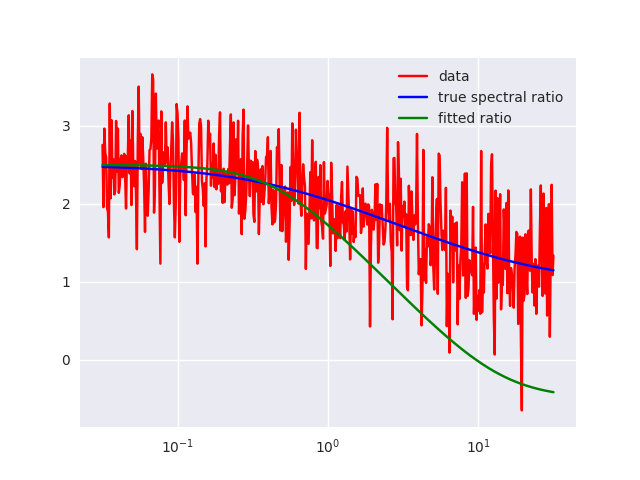 data
true spectral ratio
fitted ratio
3
2
1
0
10⁻¹
10⁰
10¹